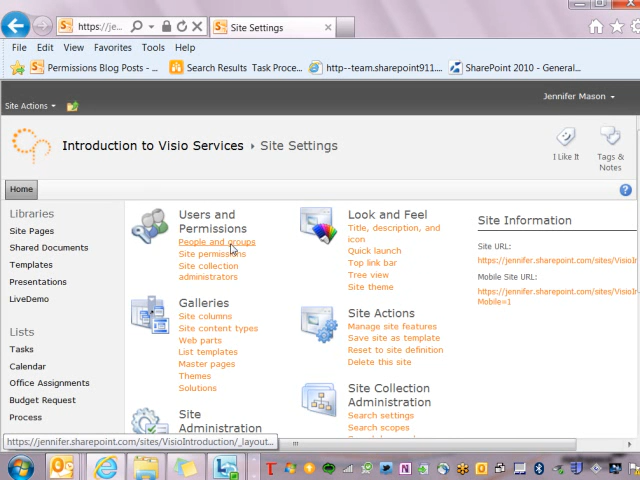 https://je...
Site Settings
File Edit View Favorites Tools Help
Permissions Blog Posts - ...
Search Results Task Proce...
http--team.sharepoint911....
SharePoint 2010 - General...
Site Actions
Jennifer Mason
Introduction to Visio Services ▸ Site Settings
I Like It
Tags & Notes
Home
Libraries
Site Pages
Shared Documents
Templates
Presentations
LiveDemo
Lists
Tasks
Calendar
Office Assignments
Budget Request
Process
Users and
Permissions
People and groups
Site permissions
Site collection
administrators
Galleries
Site columns
Site content types
Web parts
List templates
Master pages
Themes
Solutions
Site
Administration
Look and Feel
Title, description, and
icon
Quick launch
Top link bar
Tree view
Site theme
Site Actions
Manage site features
Save site as template
Reset to site definition
Delete this site
Site Collection
Administration
Search settings
Search scopes
Site Information
Site URL:
https://jennifer.sharepoint.com/sites/VisioIn
Mobile Site URL:
https://jennifer.sharepoint.com/sites/VisioIn
Mobile=1
https://jennifer.sharepoint.com/sites/VisioIntroduction/_layout...